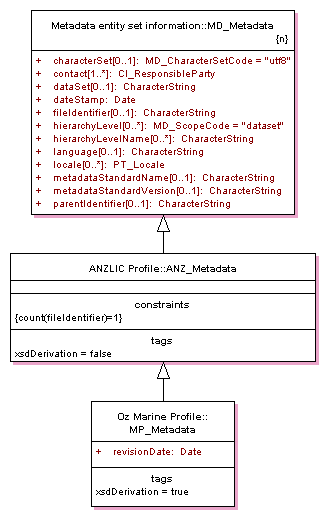 Metadata entity set information::MD_Metadata
{n}
+ characterSet[0..1]: MD_CharacterSetCode = "utf8"
+ contact[1..*]: CI_ResponsibleParty
+ dataSet[0..1]: CharacterString
+ dateStamp: Date
+ fileIdentifier[0..1]: CharacterString
+ hierarchyLevel[0..*]: MD_ScopeCode = "dataset"
+ hierarchyLevelName[0..*]: CharacterString
+ language[0..1]: CharacterString
+ locale[0..*]: PT_Locale
+ metadataStandardName[0..1]: CharacterString
+ metadataStandardVersion[0..1]: CharacterString
+ parentIdentifier[0..1]: CharacterString
ANZLIC Profile::ANZ_Metadata
constraints
{count(fileIdentifier)=1}
tags
xsdDerivation = false
Oz Marine Profile::
MP_Metadata
+ revisionDate: Date
tags
xsdDerivation = true